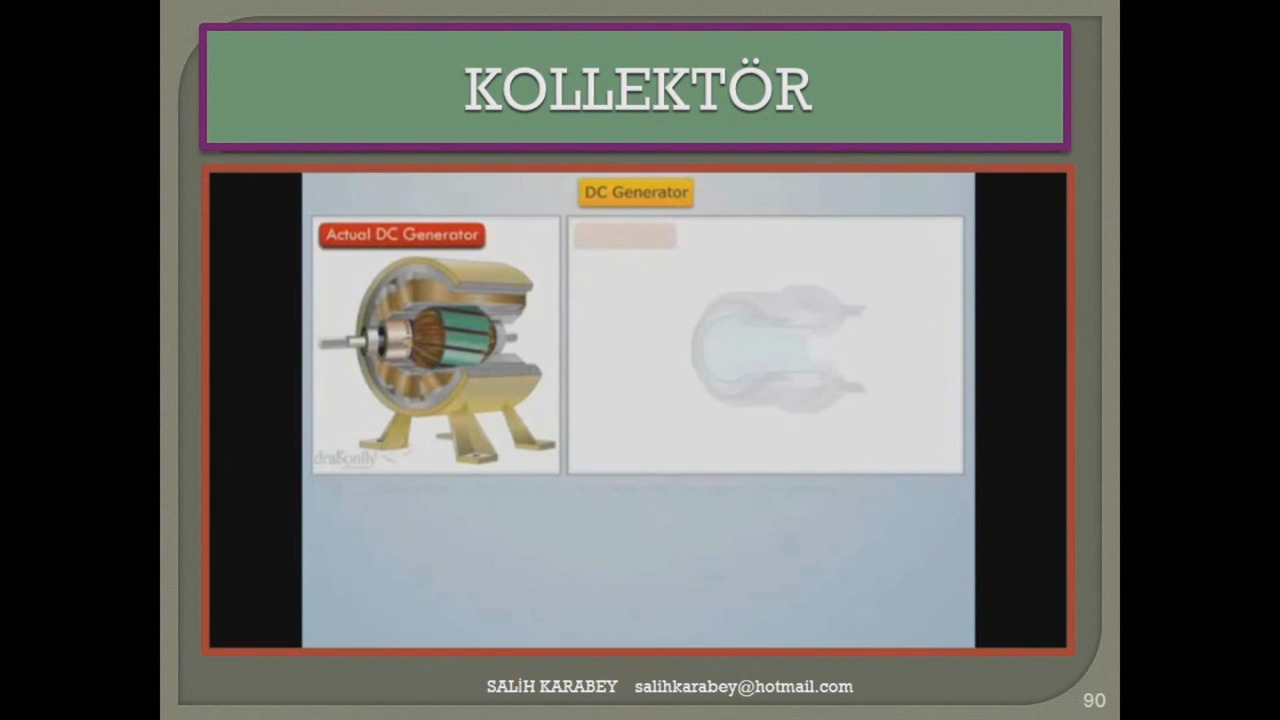 KOLLEKTÖR
DC Generator
Actual DC Generator
dragonfly
SALİH KARABEY salihkarabey@hotmail.com
90